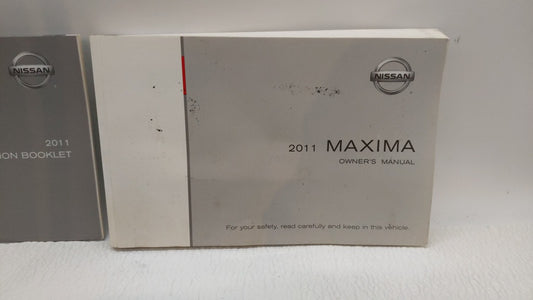 NISSAN
2011
ION BOOKLET
NISSAN
2011 MAXIMA
OWNER'S MANUAL
For your safety, read carefully and keep in this vehicle.